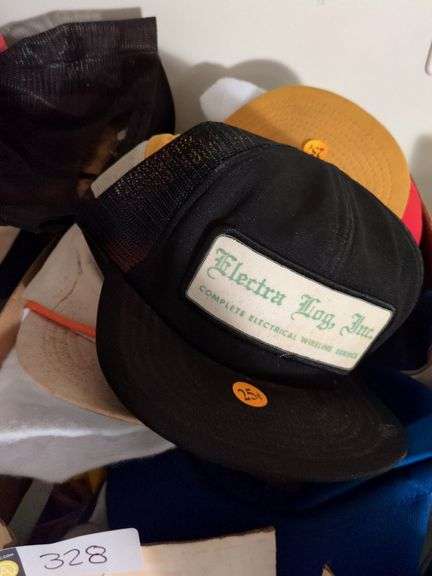 Electra Log, Inc.
COMPLETE ELECTRICAL WIRELINE SERVICE
25¢
328